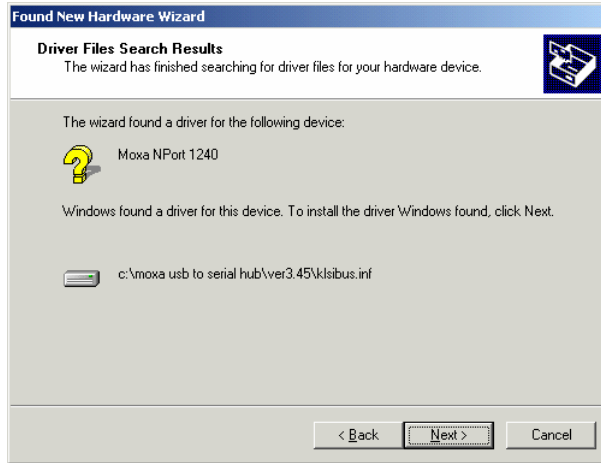 Found New Hardware Wizard
Driver Files Search Results
The wizard has finished searching for driver files for your hardware device.
The wizard found a driver for the following device:
Moxa NPort 1240
Windows found a driver for this device. To install the driver Windows found, click Next.
c:\moxa usb to serial hub\ver3.45\klsibus.inf
< Back Next > Cancel